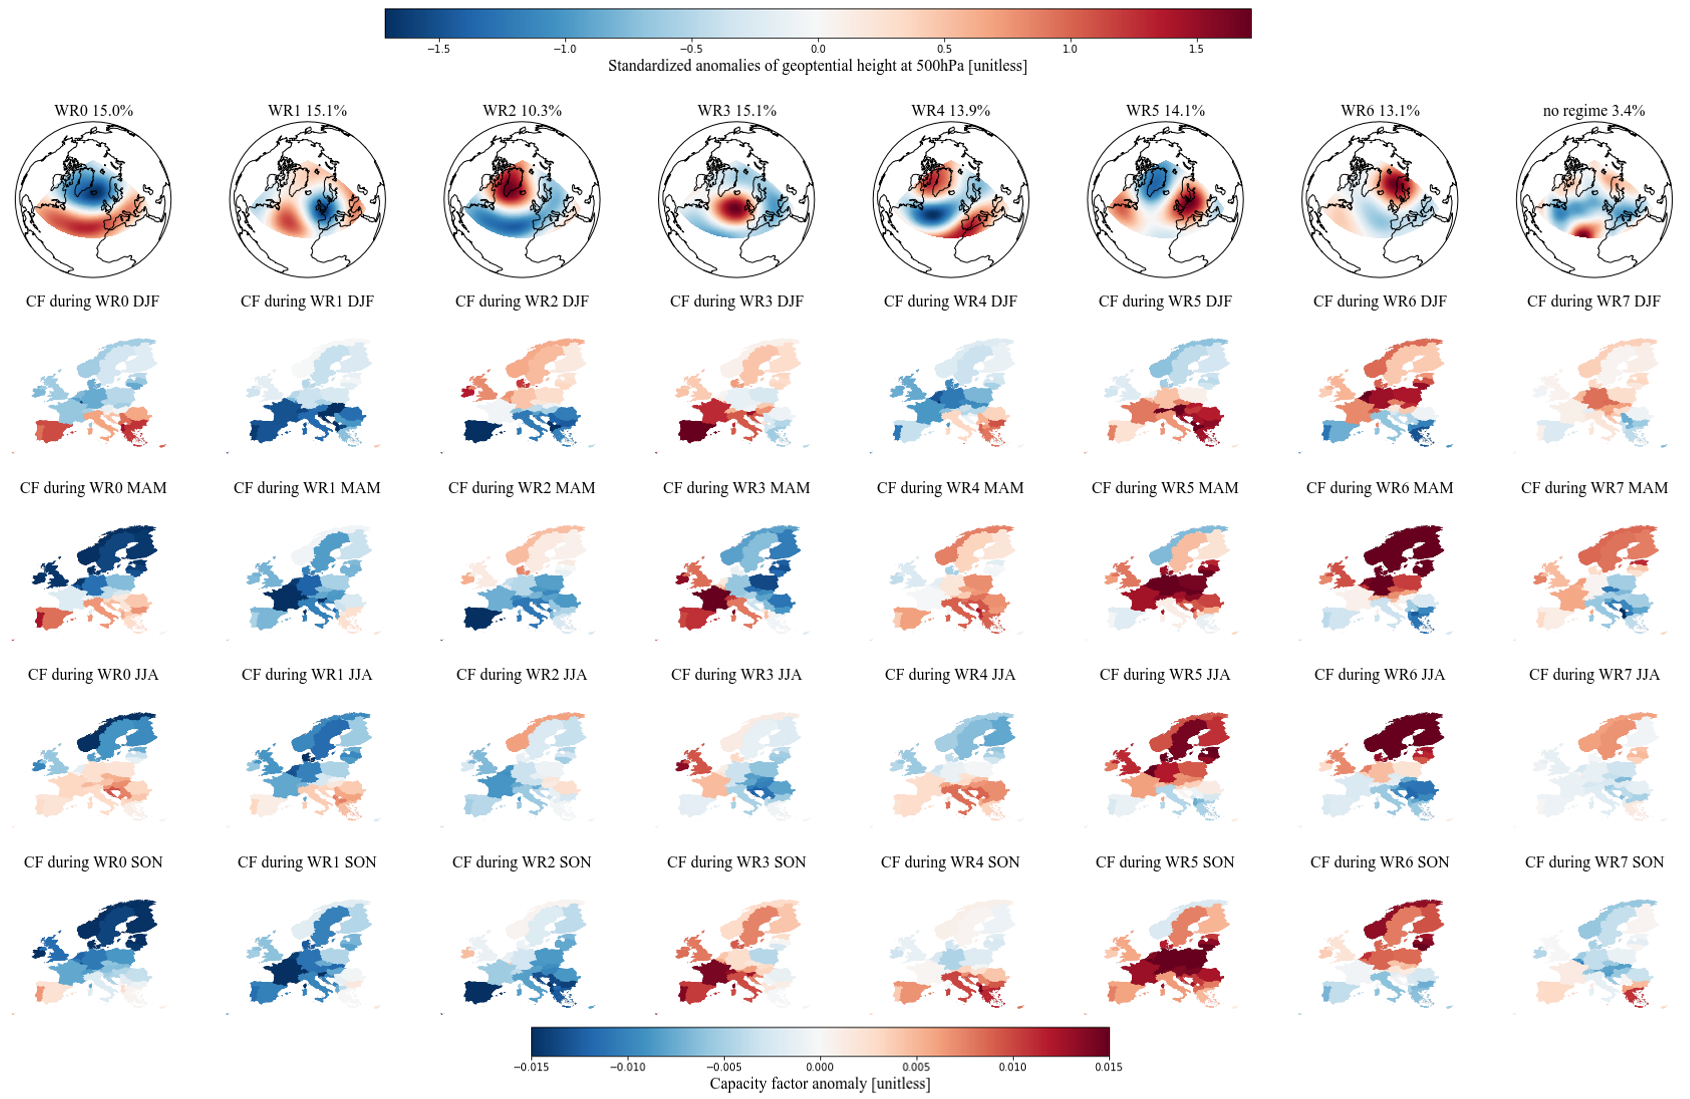 −1.5 −1.0 −0.5 0.0 0.5 1.0 1.5
Standardized anomalies of geoptential height at 500hPa [unitless]
WR0 15.0% WR1 15.1% WR2 10.3% WR3 15.1% WR4 13.9% WR5 14.1% WR6 13.1% no regime 3.4%
CF during WR0 DJF CF during WR1 DJF CF during WR2 DJF CF during WR3 DJF CF during WR4 DJF CF during WR5 DJF CF during WR6 DJF CF during WR7 DJF
CF during WR0 MAM CF during WR1 MAM CF during WR2 MAM CF during WR3 MAM CF during WR4 MAM CF during WR5 MAM CF during WR6 MAM CF during WR7 MAM
CF during WR0 JJA CF during WR1 JJA CF during WR2 JJA CF during WR3 JJA CF during WR4 JJA CF during WR5 JJA CF during WR6 JJA CF during WR7 JJA
CF during WR0 SON CF during WR1 SON CF during WR2 SON CF during WR3 SON CF during WR4 SON CF during WR5 SON CF during WR6 SON CF during WR7 SON
−0.015 −0.010 −0.005 0.000 0.005 0.010 0.015
Capacity factor anomaly [unitless]